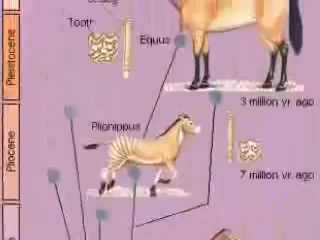 Tooth
Equus
Pleistocene
3 million yr. ago
Pliohippus
Pliocene
7 million yr. ago